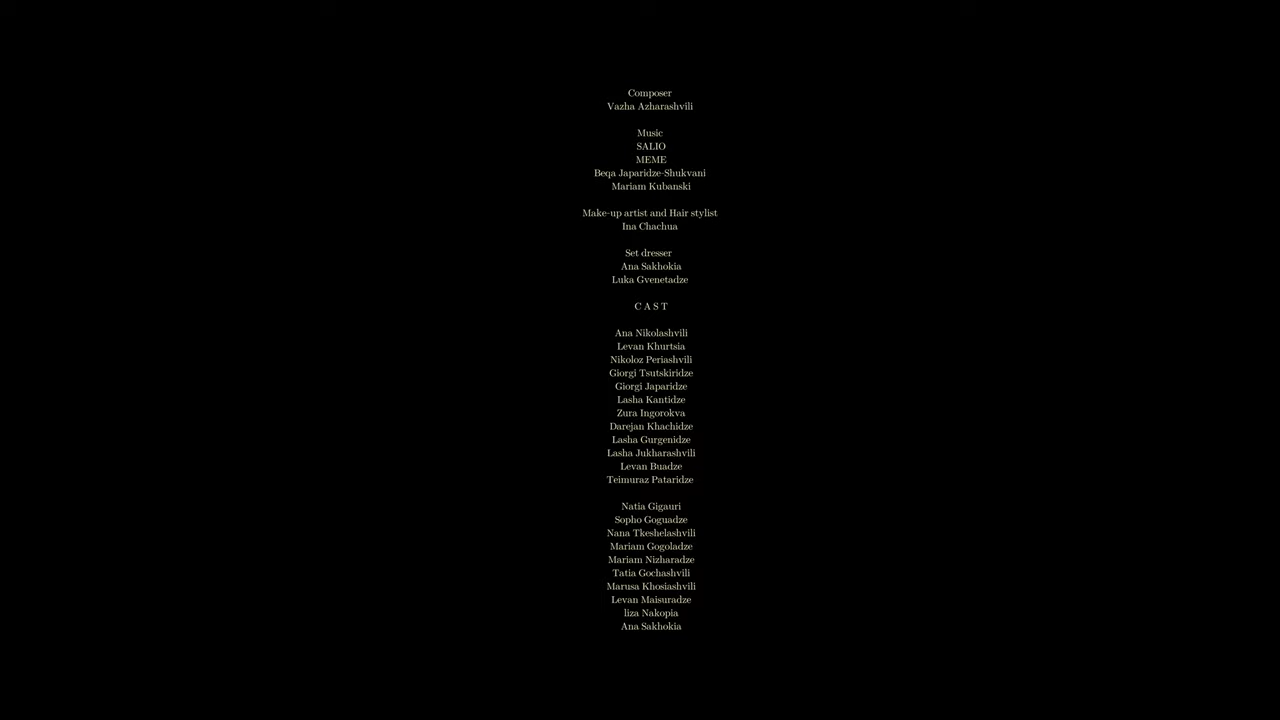 Composer
Vazha Azharashvili
Music
SALIO
MEME
Beqa Japaridze-Shukvani
Mariam Kubanski
Make-up artist and Hair stylist
Ina Chachua
Set dresser
Ana Sakhokia
Luka Gvenetadze
C A S T
Ana Nikolashvili
Levan Khurtsia
Nikoloz Periashvili
Giorgi Tsutskiridze
Giorgi Japaridze
Lasha Kantidze
Zura Ingorokva
Darejan Khachidze
Lasha Gurgenidze
Lasha Jukharashvili
Levan Buadze
Teimuraz Pataridze
Natia Gigauri
Sopho Goguadze
Nana Tkeshelashvili
Mariam Gogoladze
Mariam Nizharadze
Tatia Gochashvili
Marusa Khosiashvili
Levan Maisuradze
liza Nakopia
Ana Sakhokia